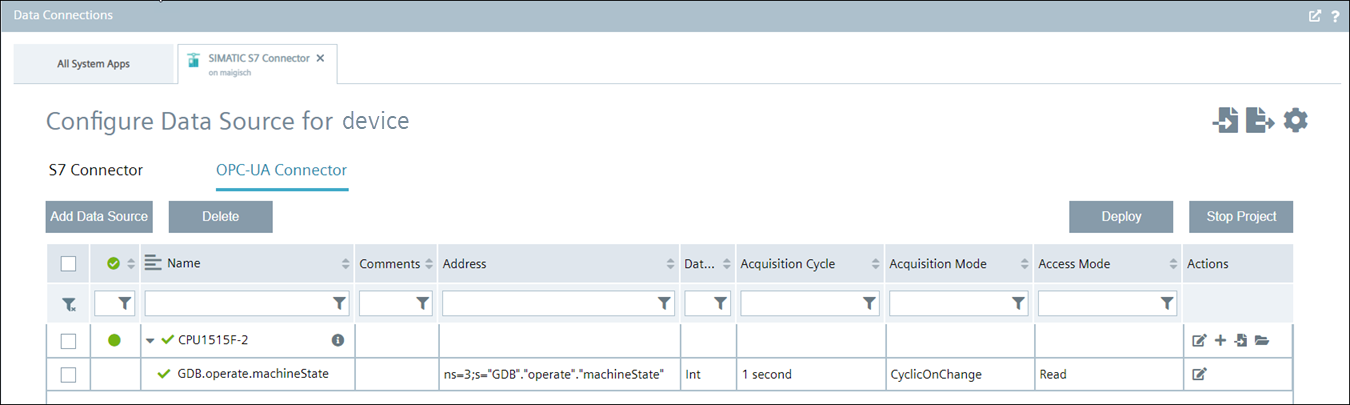 Data Connections
?
All System Apps
SIMATIC S7 Connector
on maigisch
Configure Data Source for device
S7 Connector OPC-UA Connector
Add Data Source Delete Deploy Stop Project
Name Comments Address Dat... Acquisition Cycle Acquisition Mode Access Mode Actions
CPU1515F-2
GDB.operate.machineState ns=3;s="GDB"."operate"."machineState" Int 1 second CyclicOnChange Read